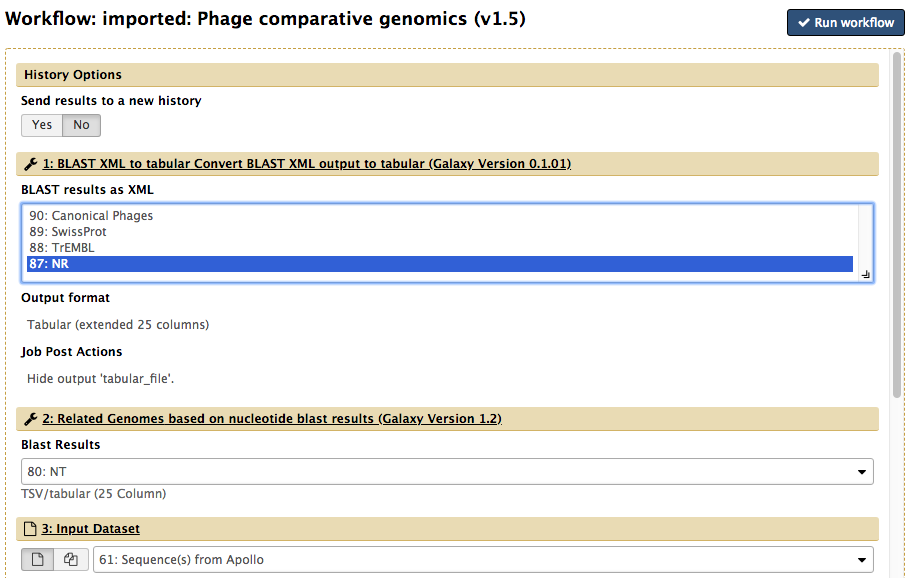 Workflow: imported: Phage comparative genomics (v1.5)
Run workflow
History Options
Send results to a new history
Yes No
1: BLAST XML to tabular Convert BLAST XML output to tabular (Galaxy Version 0.1.01)
BLAST results as XML
90: Canonical Phages
89: SwissProt
88: TrEMBL
87: NR
Output format
Tabular (extended 25 columns)
Job Post Actions
Hide output 'tabular_file'.
2: Related Genomes based on nucleotide blast results (Galaxy Version 1.2)
Blast Results
80: NT
TSV/tabular (25 Column)
3: Input Dataset
61: Sequence(s) from Apollo